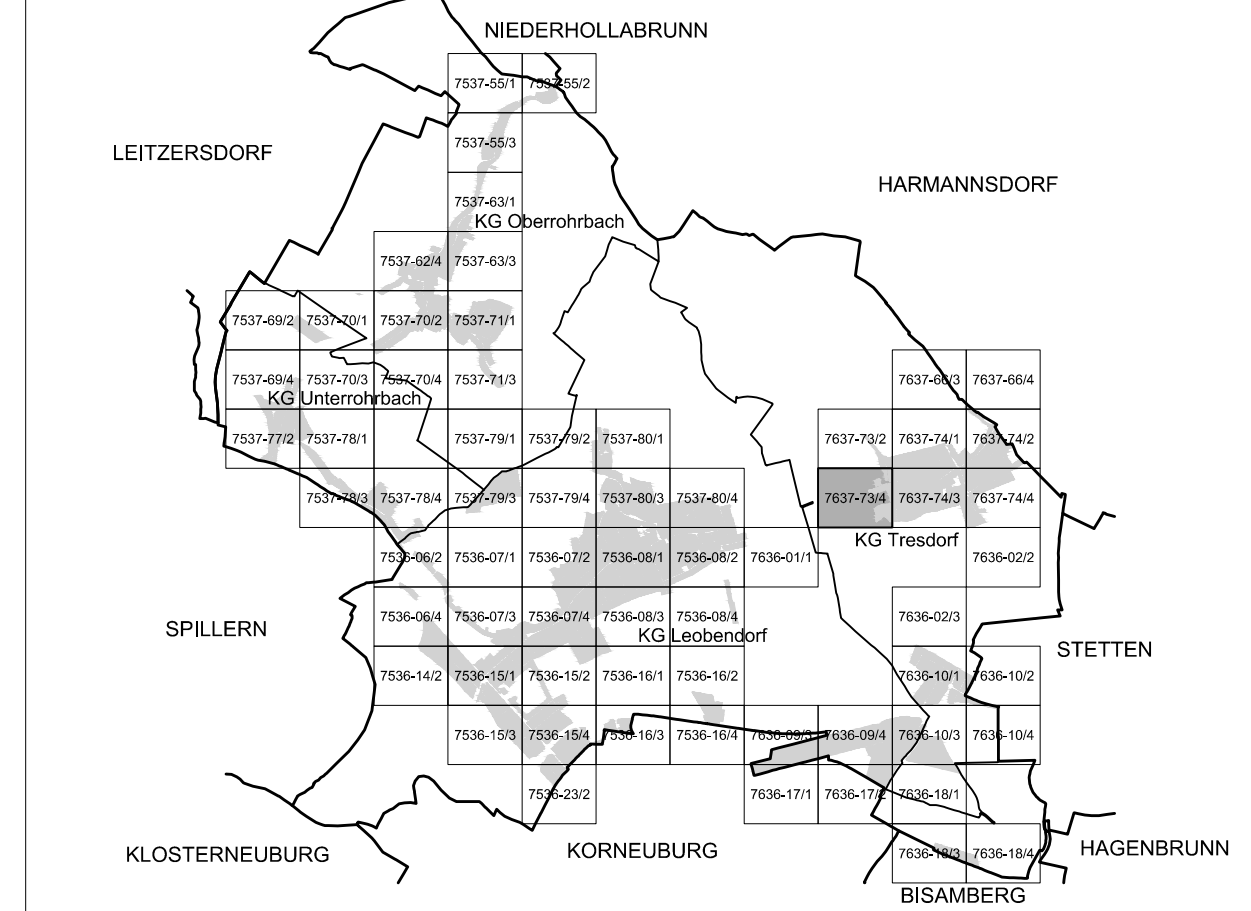 NIEDERHOLLABRUNN
7537-55/1 7537-55/2
7537-55/3
LEITZERSDORF
HARMANNSDORF
7537-63/1
KG Oberrohrbach
7537-62/4 7537-63/3
7537-69/2 7537-70/1 7537-70/2 7537-71/1
7537-69/4 7537-70/3 7537-70/4 7537-71/3 7637-66/3 7637-66/4
KG Unterrohrbach
7537-77/2 7537-78/1 7537-79/1 7537-79/2 7537-80/1 7637-73/2 7637-74/1 7637-74/2
7537-78/3 7537-78/4 7537-79/3 7537-79/4 7537-80/3 7537-80/4 7637-73/4 7637-74/3 7637-74/4
KG Tresdorf
7536-06/2 7536-07/1 7536-07/2 7536-08/1 7536-08/2 7636-01/1 7636-02/2
7536-06/4 7536-07/3 7536-07/4 7536-08/3 7536-08/4 7636-02/3
SPILLERN
KG Leobendorf
STETTEN
7536-14/2 7536-15/1 7536-15/2 7536-16/1 7536-16/2 7636-10/1 7636-10/2
7536-15/3 7536-15/4 7536-16/3 7536-16/4 7636-09/3 7636-09/4 7636-10/3 7636-10/4
7536-23/2 7636-17/1 7636-17/2 7636-18/1
KLOSTERNEUBURG
KORNEUBURG
7636-18/3 7636-18/4
HAGENBRUNN
BISAMBERG